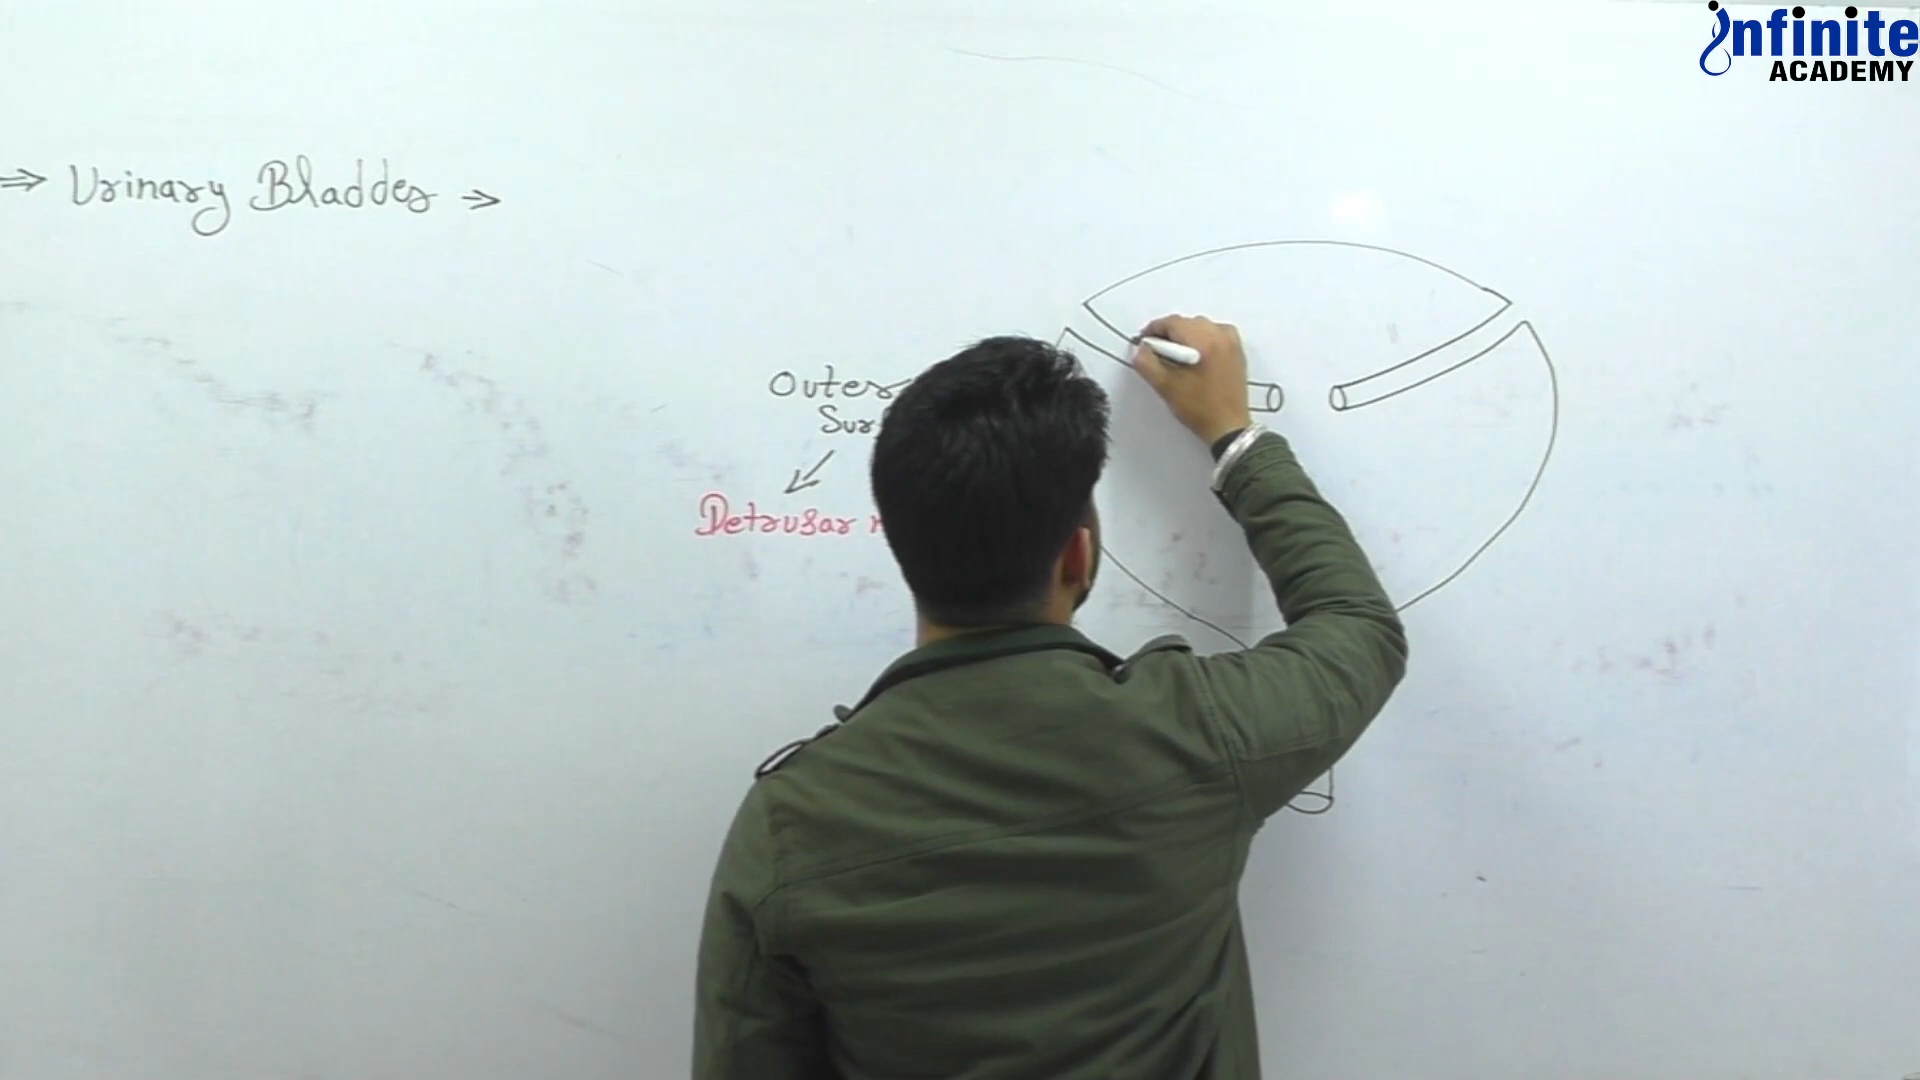 infinite
ACADEMY
⇒ Urinary Bladder →
Outer
Sur
Detrusar